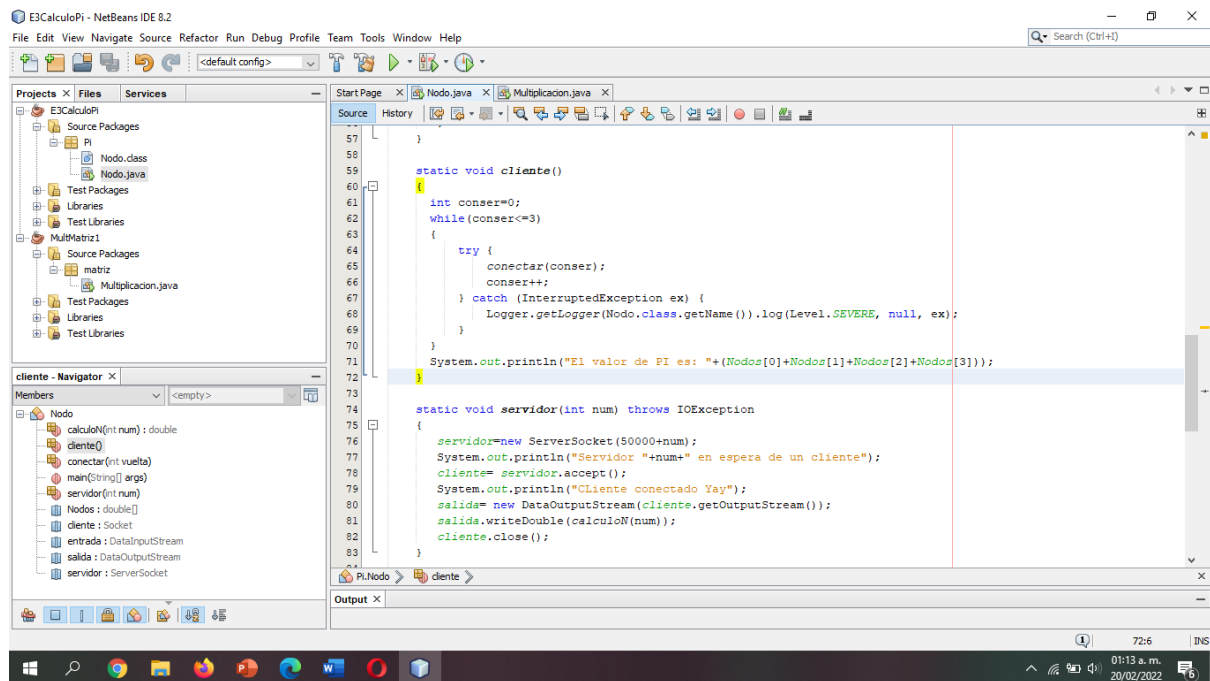 E3CalculoPi - NetBeans IDE 8.2
File Edit View Navigate Source Refactor Run Debug Profile Team Tools Window Help
Search (Ctrl+I)
<default config>
Projects Files Services
E3CalculoPi
Source Packages
Pi
Nodo.class
Nodo.java
Test Packages
Libraries
Test Libraries
MultMatriz1
Source Packages
matriz
Multiplicacion.java
Test Packages
Libraries
Test Libraries
cliente - Navigator
Members <empty>
Nodo
calculoN(int num) : double
cliente()
conectar(int vuelta)
main(String[] args)
servidor(int num)
Nodos : double[]
cliente : Socket
entrada : DataInputStream
salida : DataOutputStream
servidor : ServerSocket
Start Page Nodo.java Multiplicacion.java
Source History
57 }
58
59 static void cliente()
60 {
61 int conser=0;
62 while(conser<=3)
63 {
64 try {
65 conectar(conser);
66 conser++;
67 } catch (InterruptedException ex) {
68 Logger.getLogger(Nodo.class.getName()).log(Level.SEVERE, null, ex);
69 }
70 }
71 System.out.println("El valor de PI es: "+(Nodos[0]+Nodos[1]+Nodos[2]+Nodos[3]));
72 }
73
74 static void servidor(int num) throws IOException
75 {
76 servidor=new ServerSocket(50000+num);
77 System.out.println("Servidor "+num+" en espera de un cliente");
78 cliente= servidor.accept();
79 System.out.println("CLiente conectado Yay");
80 salida= new DataOutputStream(cliente.getOutputStream());
81 salida.writeDouble(calculoN(num));
82 cliente.close();
83 }
Pi.Nodo cliente
Output
1 72:6 INS
01:13 a. m.
20/02/2022
6